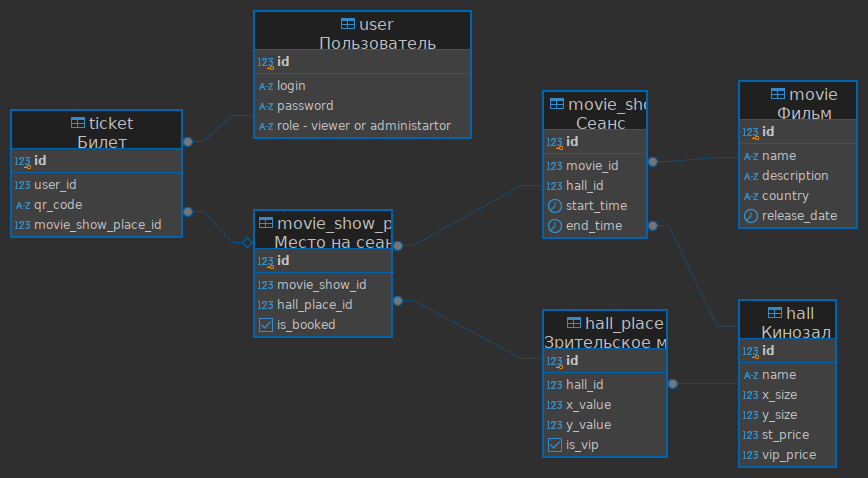 user
Пользователь
123 id
A-Z login
A-Z password
A-Z role - viewer or administartor
ticket
Билет
123 id
123 user_id
A-Z qr_code
123 movie_show_place_id
movie_show_p
Место на сеан
123 id
123 movie_show_id
123 hall_place_id
is_booked
movie_sho
Сеанс
123 id
123 movie_id
123 hall_id
start_time
end_time
movie
Фильм
123 id
A-Z name
A-Z description
A-Z country
release_date
hall_place
Зрительское м
123 id
123 hall_id
123 x_value
123 y_value
is_vip
hall
Кинозал
123 id
A-Z name
123 x_size
123 y_size
123 st_price
123 vip_price